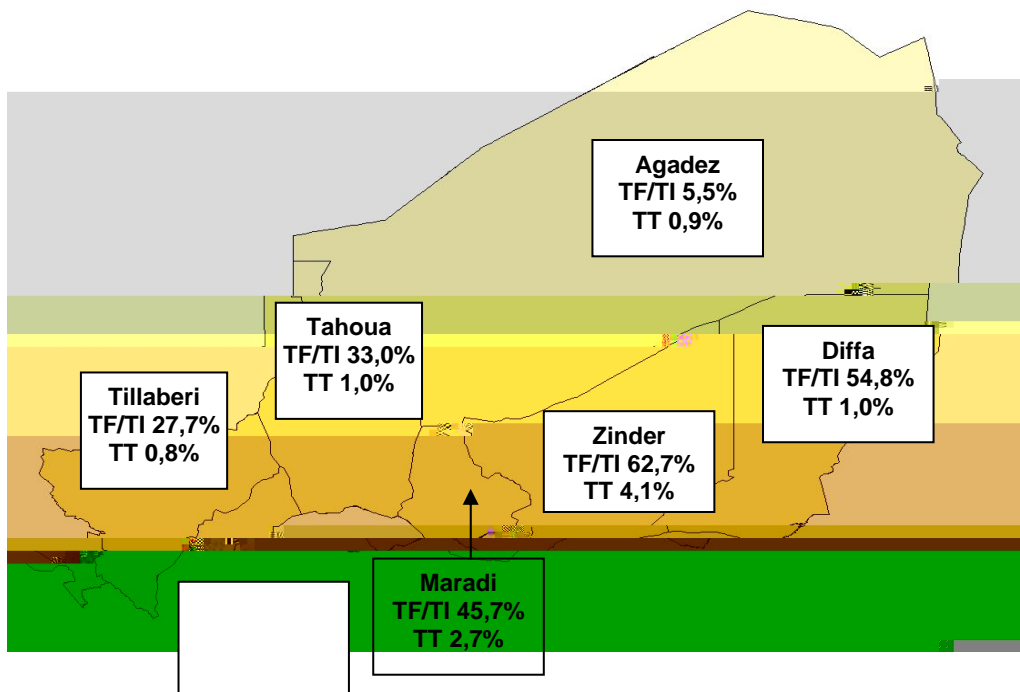 Agadez
TF/TI 5,5%
TT 0,9%
Tahoua
TF/TI 33,0%
TT 1,0%
Diffa
TF/TI 54,8%
TT 1,0%
Tillaberi
TF/TI 27,7%
TT 0,8%
Zinder
TF/TI 62,7%
TT 4,1%
Maradi
TF/TI 45,7%
TT 2,7%